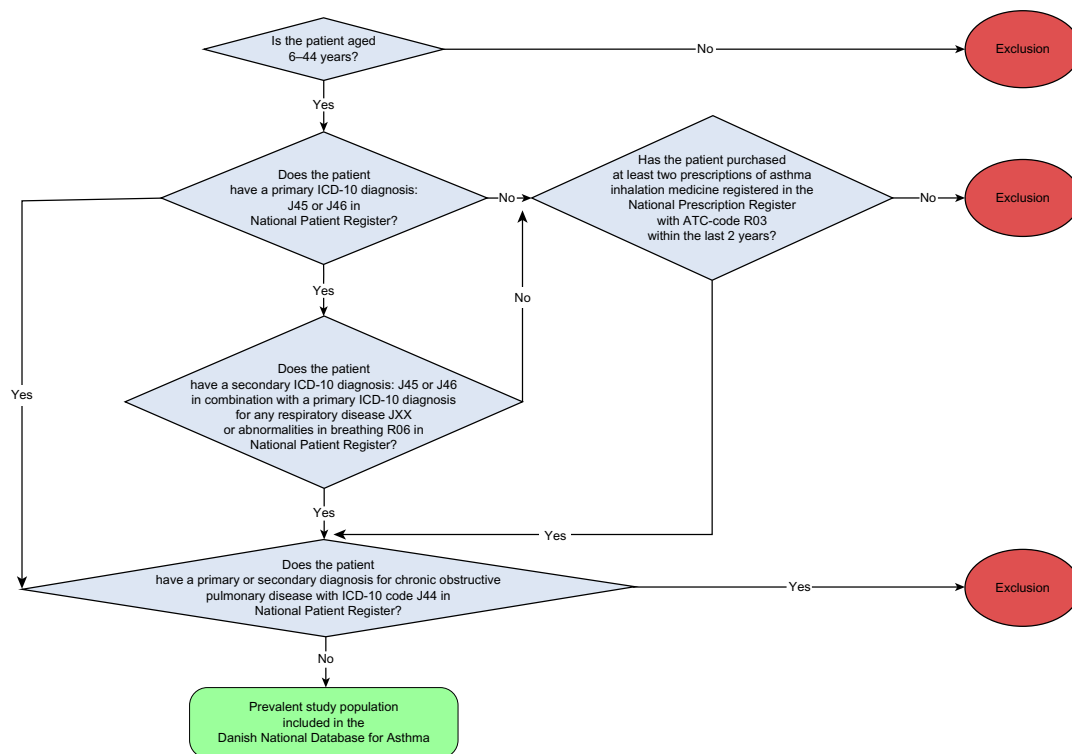 Is the patient aged
6–44 years?
No
Exclusion
Yes
Does the patient
have a primary ICD-10 diagnosis:
J45 or J46 in
National Patient Register?
No
Has the patient purchased
at least two prescriptions of asthma
inhalation medicine registered in the
National Prescription Register
with ATC-code R03
within the last 2 years?
No
Exclusion
Yes
No
Yes
Does the patient
have a secondary ICD-10 diagnosis: J45 or J46
in combination with a primary ICD-10 diagnosis
for any respiratory disease JXX
or abnormalities in breathing R06 in
National Patient Register?
Yes
Yes
Does the patient
have a primary or secondary diagnosis for chronic obstructive
pulmonary disease with ICD-10 code J44 in
National Patient Register?
Yes
Exclusion
No
Prevalent study population
included in the
Danish National Database for Asthma